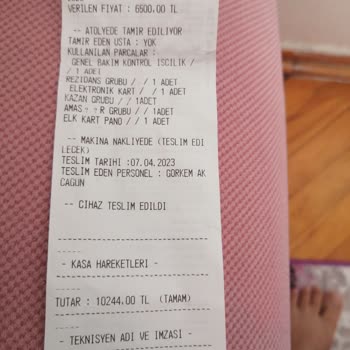 VERILEN FIYAT : 6500.00 TL
-- ATOLYEDE TAMIR EDILIYOR
TAMIR EDEN USTA : YOK
KULLANILAN PARCALAR :
GENEL BAKIM KONTROL ISCILIK /
/ 1 ADET
REZIDANS GRUBU / / 1 ADET
ELEKTRONIK KART / / 1 ADET
KAZAN GRUBU / / 1ADET
AMAS??R GRUBU / /1ADET
ELK KART PANO / / 1 ADET
-- MAKINA NAKLIYEDE (TESLIM EDI
LECEK)
TESLIM TARIHI :07.04.2023
TESLIM EDEN PERSONEL : GORKEM AK
CAGUN
-- CIHAZ TESLIM EDILDI
- KASA HAREKETLERI -
TUTAR : 10244.00 TL (TAMAM)
- TEKNISYEN ADI VE IMZASI -